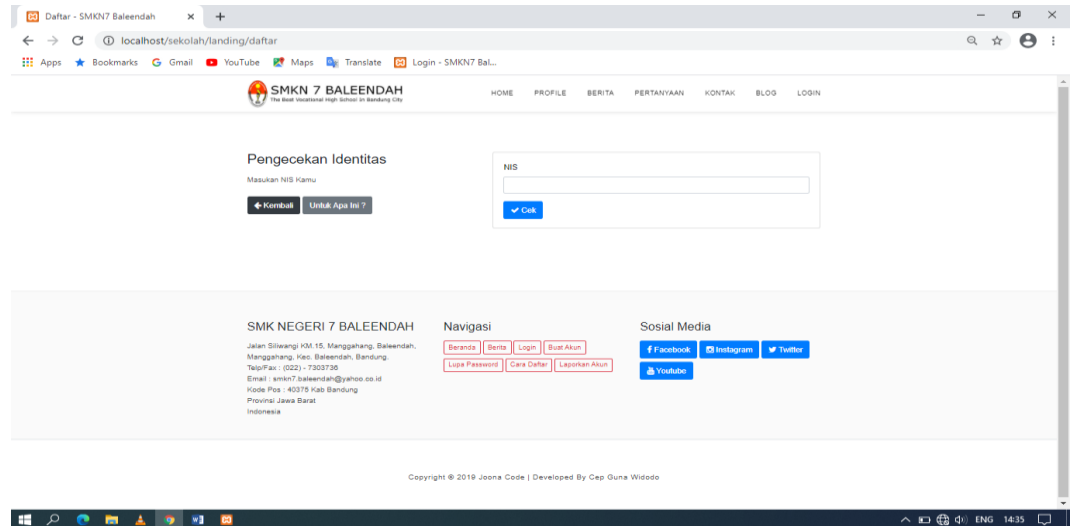 Daftar - SMKN7 Baleendah
localhost/sekolah/landing/daftar
Apps Bookmarks Gmail YouTube Maps Translate Login - SMKN7 Bal...
SMKN 7 BALEENDAH
The Best Vocational High School in Bandung City
HOME PROFILE BERITA PERTANYAAN KONTAK BLOG LOGIN
Pengecekan Identitas
Masukan NIS Kamu
Kembali Untuk Apa Ini ?
NIS
Cek
SMK NEGERI 7 BALEENDAH
Jalan Siliwangi KM.15, Manggahang, Baleendah,
Manggahang, Kec. Baleendah, Bandung.
Telp/Fax : (022) - 7303736
Email : smkn7.baleendah@yahoo.co.id
Kode Pos : 40375 Kab Bandung
Provinsi Jawa Barat
Indonesia
Navigasi
Beranda Berita Login Buat Akun
Lupa Password Cara Daftar Laporkan Akun
Sosial Media
Facebook Instagram Twitter
Youtube
Copyright © 2019 Joona Code | Developed By Cep Guna Widodo
ENG 14:35